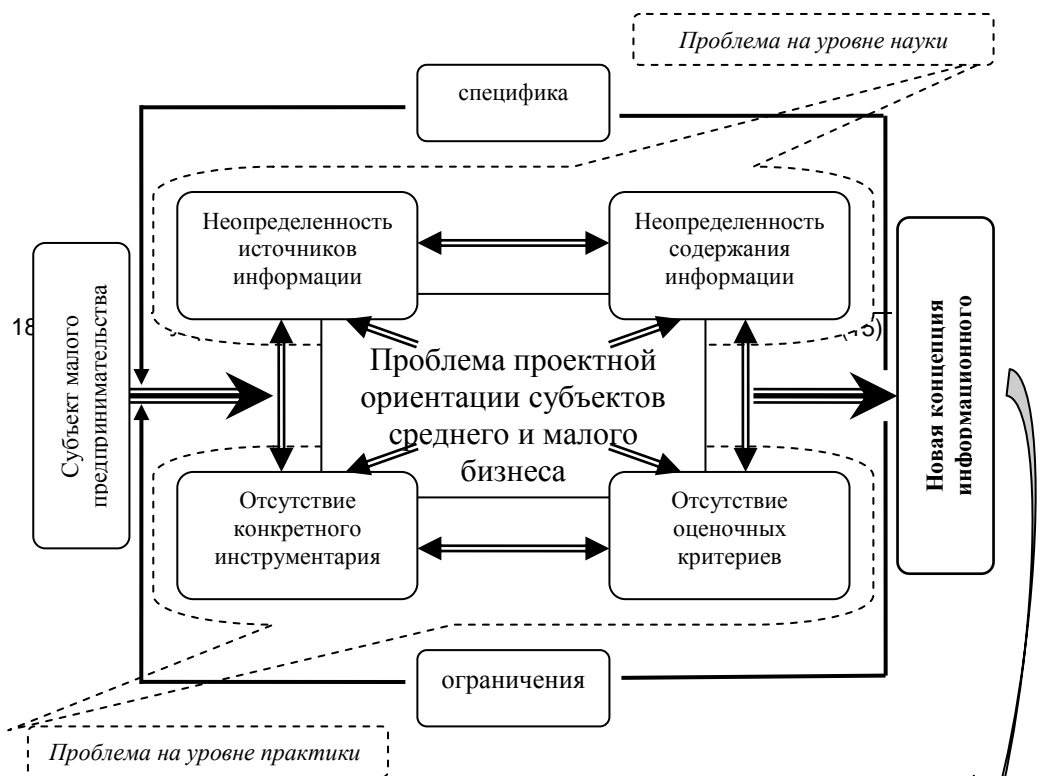 Проблема на уровне науки
специфика
Неопределенность
источников
информации
Неопределенность
содержания
информации
Субъект малого
предпринимательства
18
Проблема проектной
ориентации субъектов
среднего и малого
бизнеса
Новая концепция
информационного
Отсутствие
конкретного
инструментария
Отсутствие
оценочных
критериев
ограничения
Проблема на уровне практики